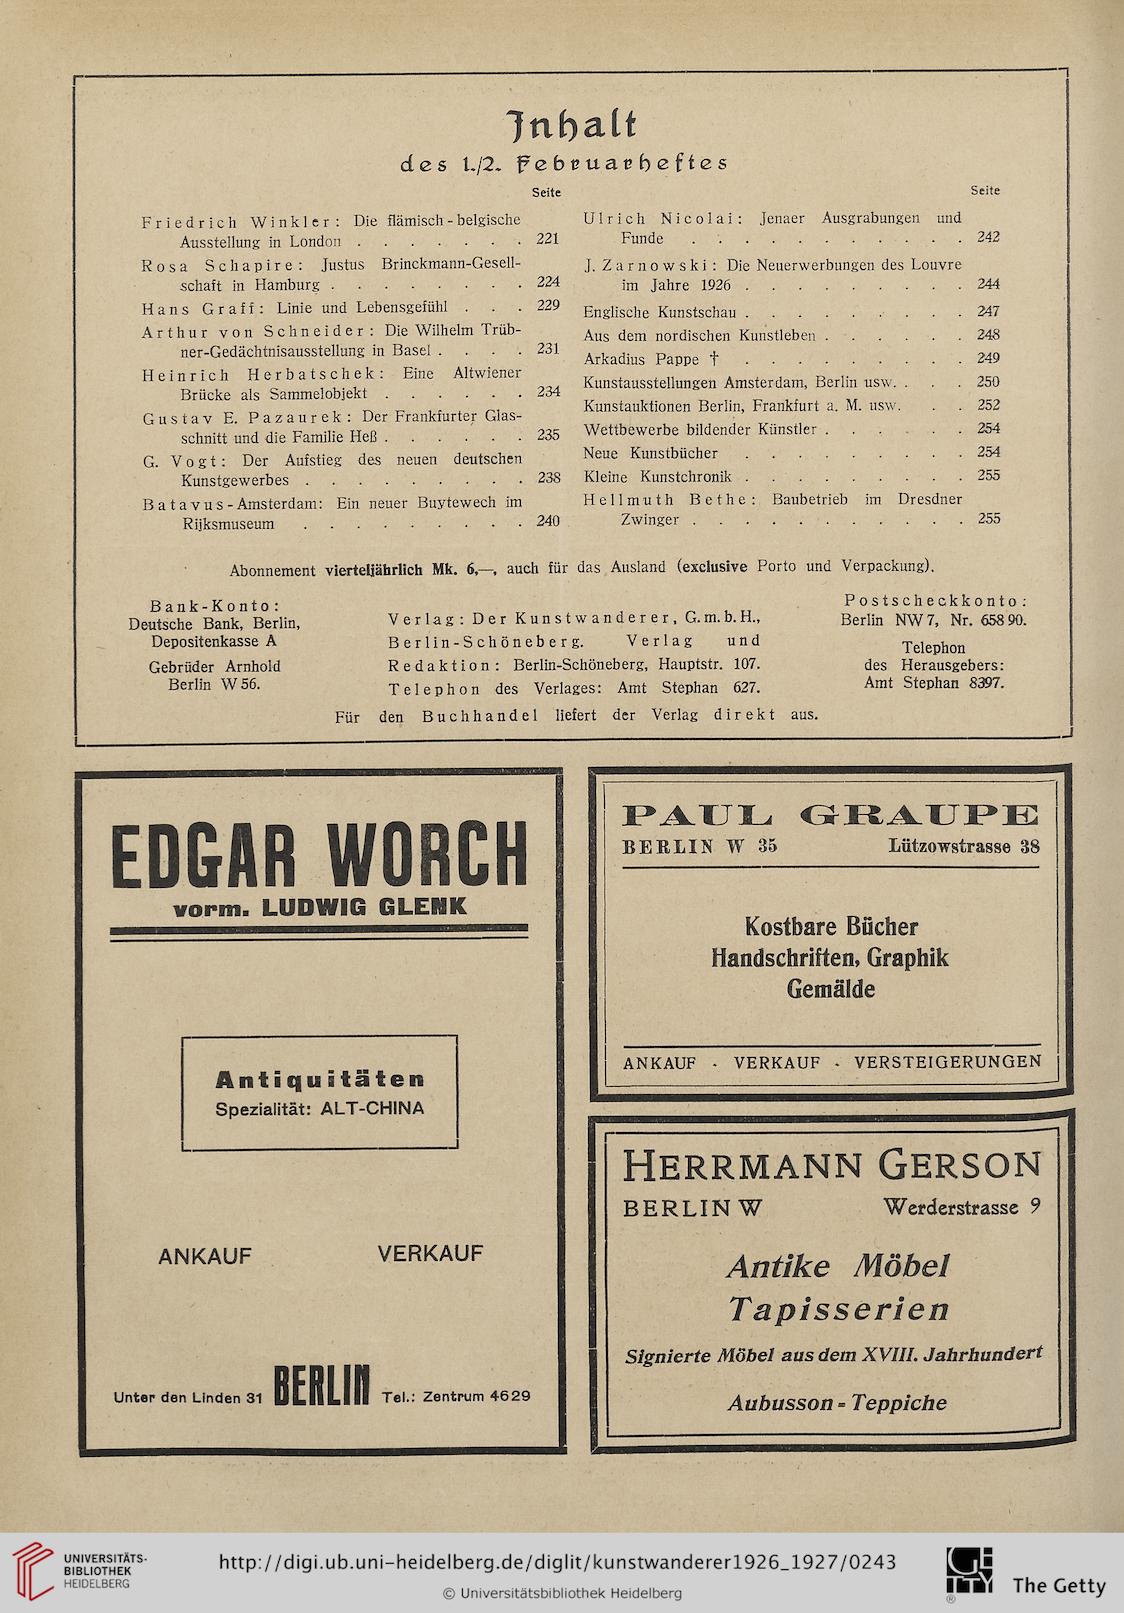 Inhalt
des 1./2. Februarheftes
Seite
Friedrich Winkler: Die flämisch-belgische
Ausstellung in London . . . . . . . 221
Rosa Schapire: Justus Brinckmann-Gesell-
schaft in Hamburg . . . . . . . . 224
Hans Graff: Linie und Lebensgefühl . . . 229
Arthur von Schneider: Die Wilhelm Trüb-
ner-Gedächtnisausstellung in Basel . . . . 231
Heinrich Herbatschek: Eine Altwiener
Brücke als Sammelobjekt . . . . . . 234
Gustav E. Pazaurek: Der Frankfurter Glas-
schnitt und die Familie Heß . . . . . . 235
G. Vogt: Der Aufstieg des neuen deutschen
Kunstgewerbes . . . . . . . . . 238
Batavus-Amsterdam: Ein neuer Buytewech im
Rijksmuseum . . . . . . . . . 240
Seite
Ulrich Nicolai: Jenaer Ausgrabungen und
Funde . . . . . . . . . . . 242
J. Zarnowski: Die Neuerwerbungen des Louvre
im Jahre 1926 . . . . . . . . . 244
Englische Kunstschau . . . . . . . . . 247
Aus dem nordischen Kunstleben . . . . . . 248
Arkadius Pappe † . . . . . . . . . 249
Kunstausstellungen Amsterdam, Berlin usw. . . . 250
Kunstauktionen Berlin, Frankfurt a. M. usw. . . 252
Wettbewerbe bildender Künstler . . . . . . 254
Neue Kunstbücher . . . . . . . . . 254
Kleine Kunstchronik . . . . . . . . . 255
Hellmuth Bethe: Baubetrieb im Dresdner
Zwinger . . . . . . . . . . . 255
Abonnement vierteljährlich Mk. 6,—, auch für das Ausland (exclusive Porto und Verpackung).
Bank-Konto:
Deutsche Bank, Berlin,
Depositenkasse A
Gebrüder Arnhold
Berlin W 56.
Verlag: Der Kunstwanderer, G.m.b.H.,
Berlin-Schöneberg. Verlag und
Redaktion: Berlin-Schöneberg, Hauptstr. 107.
Telephon des Verlages: Amt Stephan 627.
Postscheckkonto:
Berlin NW 7, Nr. 658 90.
Telephon
des Herausgebers:
Amt Stephan 8397.
Für den Buchhandel liefert der Verlag direkt aus.
EDGAR WORCH
vorm. LUDWIG GLENK
Antiquitäten
Spezialität: ALT-CHINA
ANKAUF VERKAUF
Unter den Linden 31 BERLIN Tel.: Zentrum 4629
PAUL GRAUPE
BERLIN W 35 Lützowstrasse 38
Kostbare Bücher
Handschriften, Graphik
Gemälde
ANKAUF - VERKAUF - VERSTEIGERUNGEN
HERRMANN GERSON
BERLIN W Werderstrasse 9
Antike Möbel
Tapisserien
Signierte Möbel aus dem XVIII. Jahrhundert
Aubusson-Teppiche
UNIVERSITÄTS-
BIBLIOTHEK
HEIDELBERG
http://digi.ub.uni-heidelberg.de/diglit/kunstwanderer1926_1927/0243
© Universitätsbibliothek Heidelberg
GETTY
®
The Getty